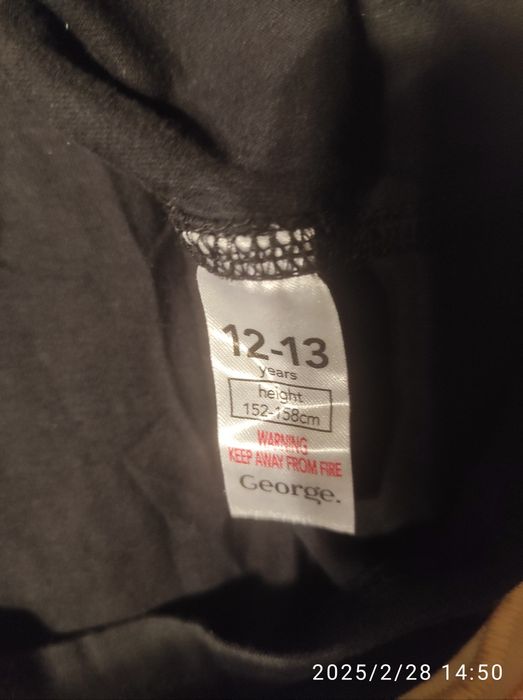 12-13
years
height
152-158cm
WARNING
KEEP AWAY FROM FIRE
George.
2025/2/28 14:50